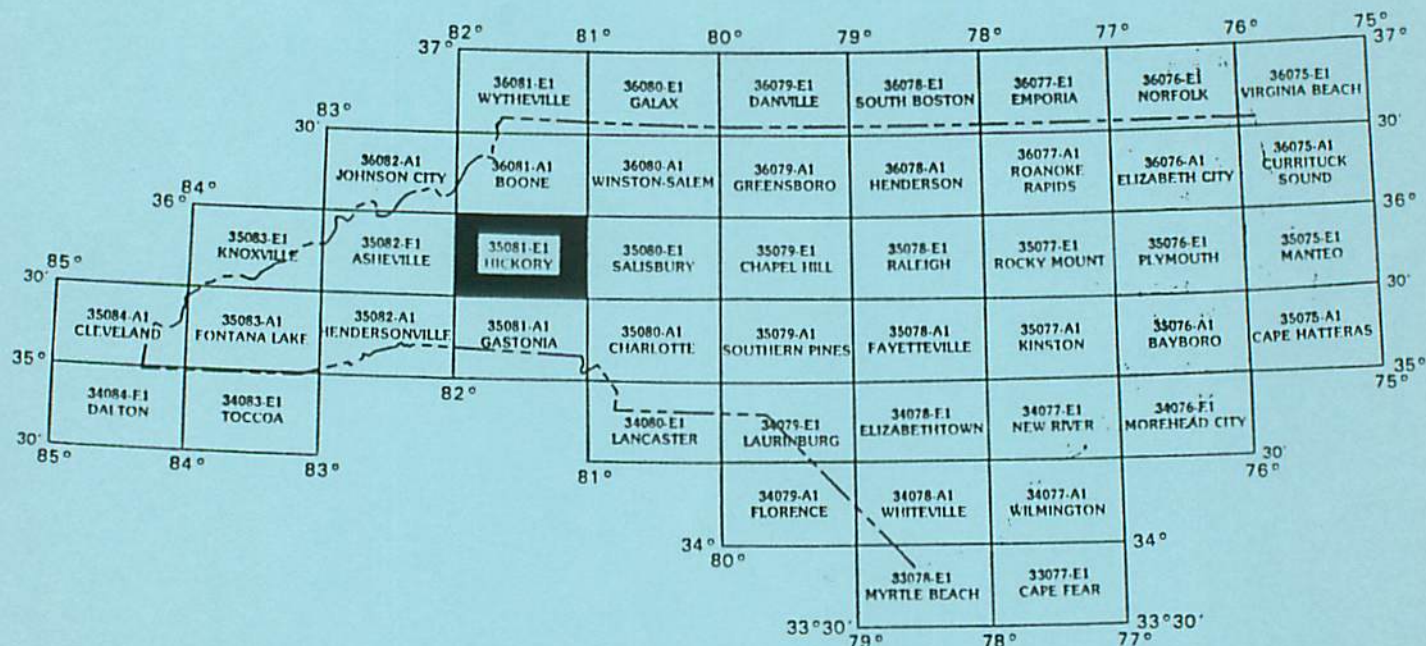 82° 81° 80° 79° 78° 77° 76° 75°
37° 37°
36081-E1 36080-E1 36079-E1 36078-E1 36077-E1 36076-E1 36075-E1
WYTHEVILLE GALAX DANVILLE SOUTH BOSTON EMPORIA NORFOLK VIRGINIA BEACH
83°
30' 30'
36082-A1 36081-A1 36080-A1 36079-A1 36078-A1 36077-A1 36076-A1 36075-A1
JOHNSON CITY BOONE WINSTON-SALEM GREENSBORO HENDERSON ROANOKE RAPIDS ELIZABETH CITY CURRITUCK SOUND
84°
36° 36°
35083-E1 35082-E1 35081-E1 35080-E1 35079-E1 35078-E1 35077-E1 35076-E1 35075-E1
KNOXVILLE ASHEVILLE HICKORY SALISBURY CHAPEL HILL RALEIGH ROCKY MOUNT PLYMOUTH MANTEO
85°
30' 30'
35084-A1 35083-A1 35082-A1 35081-A1 35080-A1 35079-A1 35078-A1 35077-A1 35076-A1 35075-A1
CLEVELAND FONTANA LAKE HENDERSONVILLE GASTONIA CHARLOTTE SOUTHERN PINES FAYETTEVILLE KINSTON BAYBORO CAPE HATTERAS
35° 82° 35°
75°
34084-E1 34083-E1 34080-E1 34079-E1 34078-E1 34077-E1 34076-E1
DALTON TOCCOA LANCASTER LAURINBURG ELIZABETHTOWN NEW RIVER MOREHEAD CITY
30' 30'
85° 84° 83° 81° 76°
34079-A1 34078-A1 34077-A1
FLORENCE WHITEVILLE WILMINGTON
34° 34°
80°
33078-E1 33077-E1
MYRTLE BEACH CAPE FEAR
33°30' 33°30'
79° 78° 77°